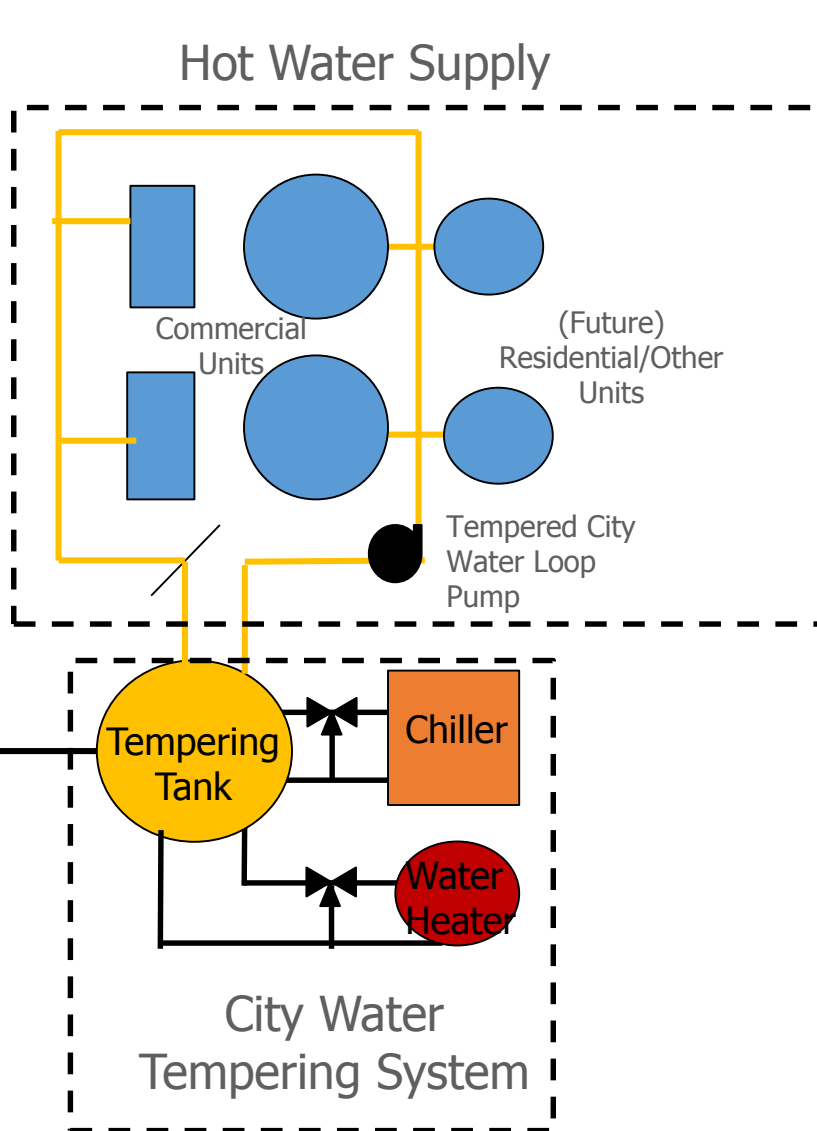 Hot Water Supply
Commercial
Units
(Future)
Residential/Other
Units
Tempered City
Water Loop
Pump
Tempering
Tank
Chiller
Water
Heater
City Water
Tempering System